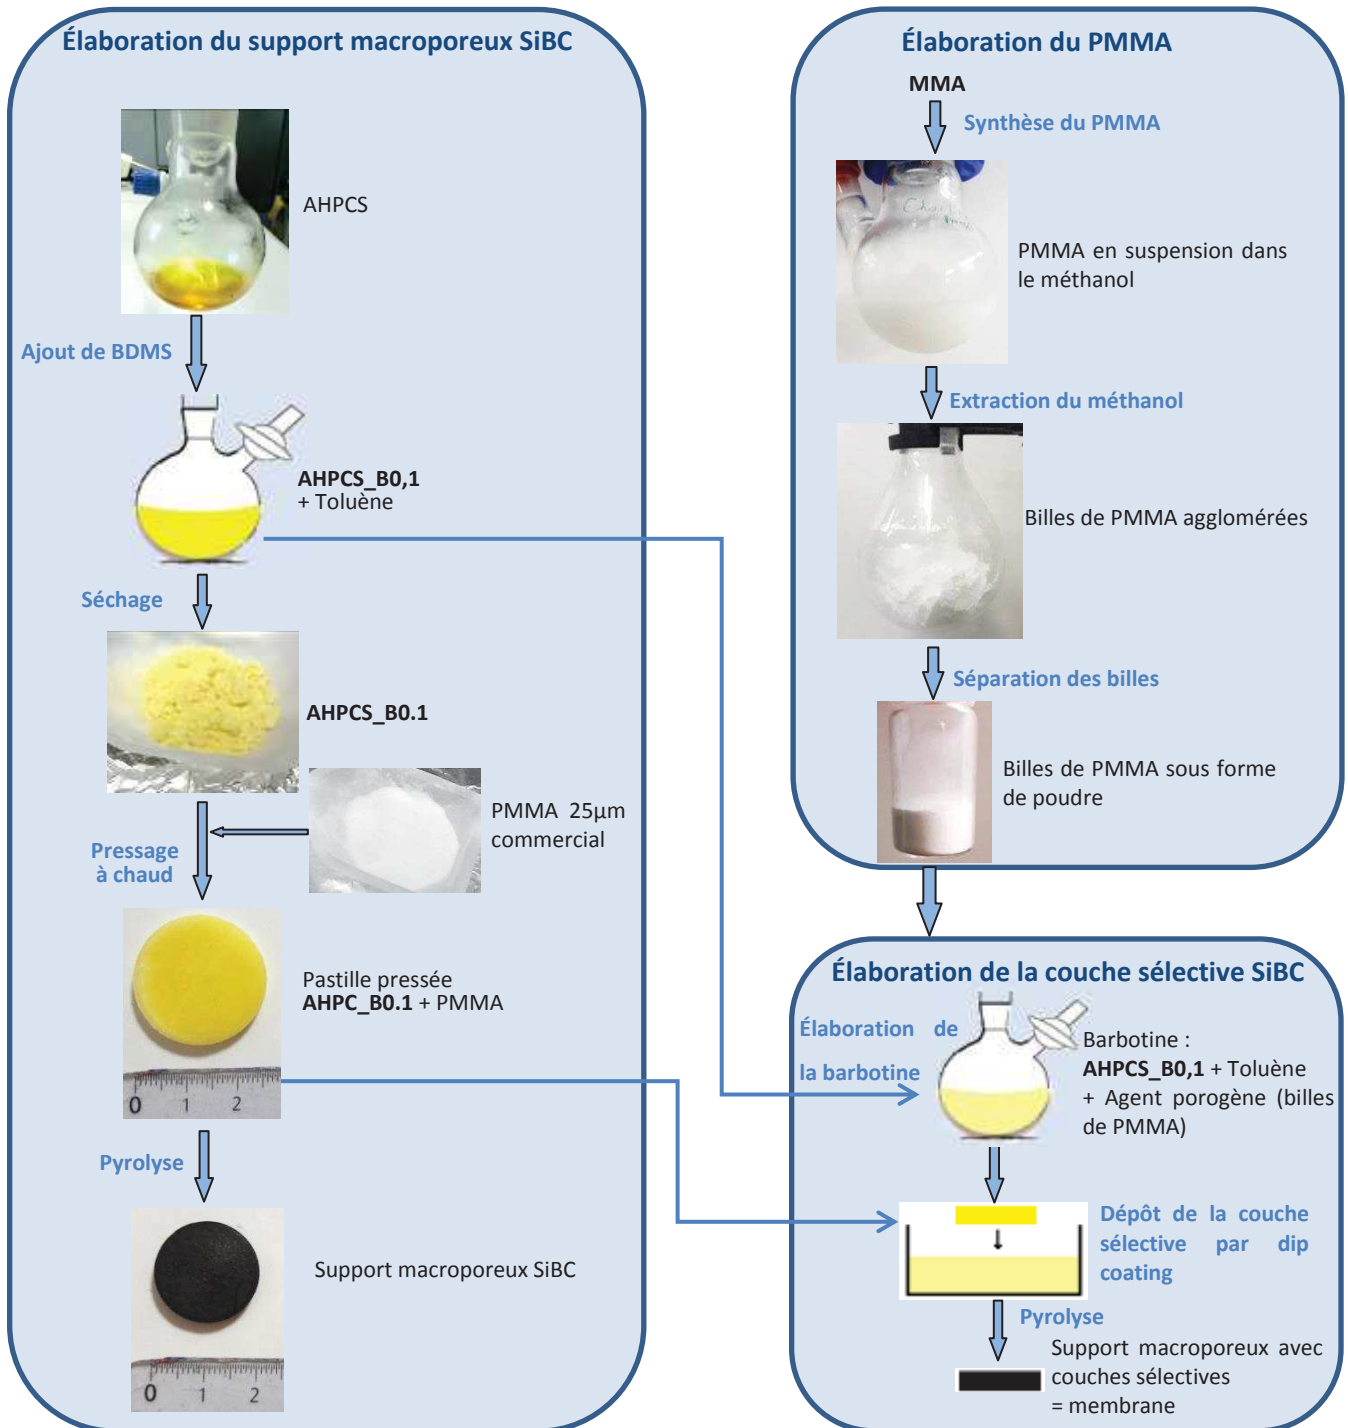 Élaboration du support macroporeux SiBC
AHPCS
Ajout de BDMS
AHPCS_B0,1
+ Toluène
Séchage
AHPCS_B0.1
PMMA 25µm
commercial
Pressage
à chaud
Pastille pressée
AHPC_B0.1 + PMMA
0 1 2
Pyrolyse
Support macroporeux SiBC
0 1 2
Élaboration du PMMA
MMA
Synthèse du PMMA
PMMA en suspension dans
le méthanol
Extraction du méthanol
Billes de PMMA agglomérées
Séparation des billes
Billes de PMMA sous forme
de poudre
Élaboration de la couche sélective SiBC
Élaboration de
la barbotine
Barbotine :
AHPCS_B0,1 + Toluène
+ Agent porogène (billes
de PMMA)
Dépôt de la couche
sélective par dip
coating
Pyrolyse
Support macroporeux avec
couches sélectives
= membrane